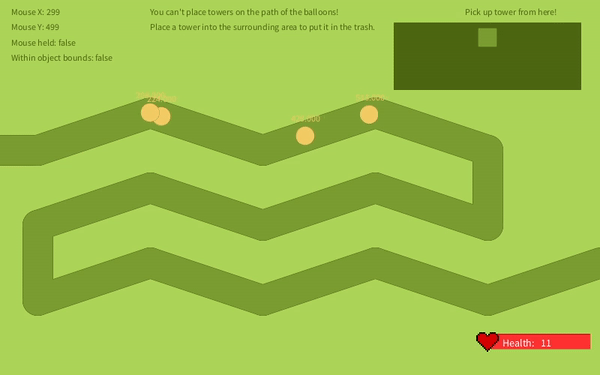 Mouse X: 299
Mouse Y: 499
Mouse held: false
Within object bounds: false
You can't place towers on the path of the balloons!
Place a tower into the surrounding area to put it in the trash.
Pick up tower from here!
Health: 11